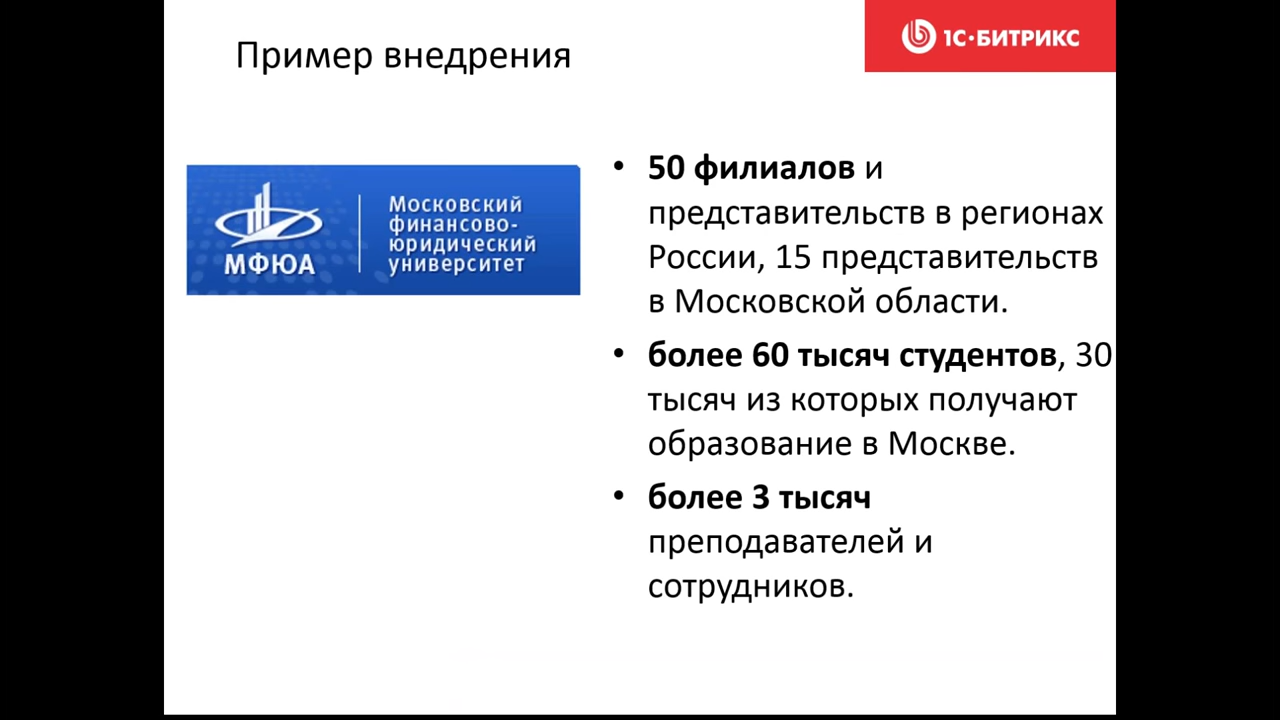 Пример внедрения
1С·БИТРИКС
МФЮА
Московский
финансово-
юридический
университет
• 50 филиалов и
представительств в регионах
России, 15 представительств
в Московской области.
• более 60 тысяч студентов, 30
тысяч из которых получают
образование в Москве.
• более 3 тысяч
преподавателей и
сотрудников.